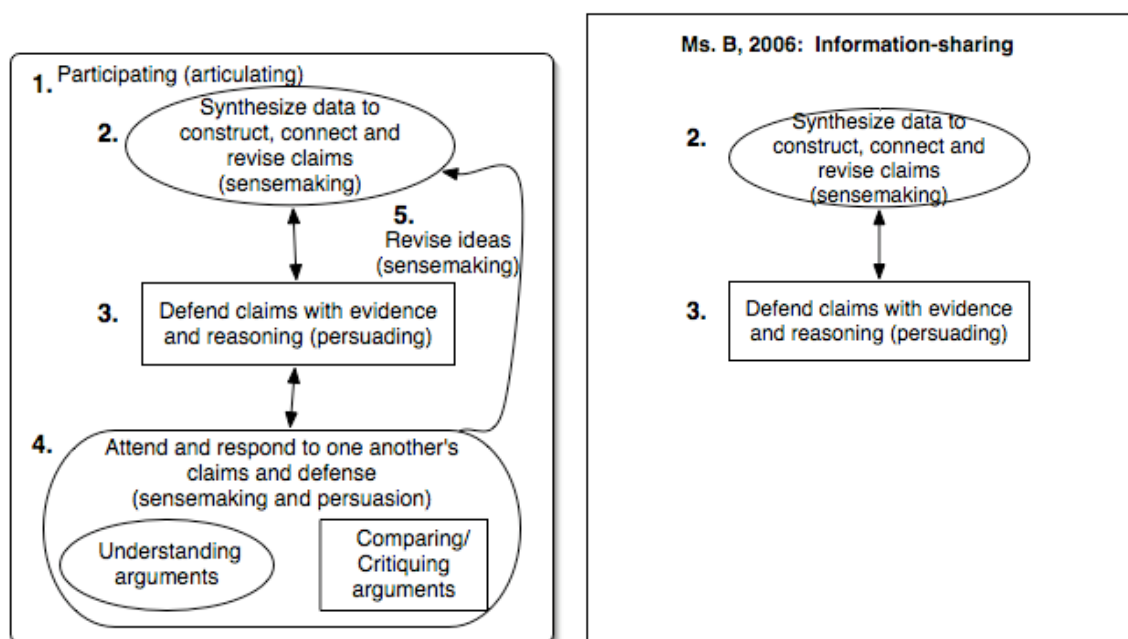 1. Participating (articulating)
2. Synthesize data to
construct, connect and
revise claims
(sensemaking)
5.
Revise ideas
(sensemaking)
3. Defend claims with evidence
and reasoning (persuading)
4. Attend and respond to one another's
claims and defense
(sensemaking and persuasion)
Understanding
arguments
Comparing/
Critiquing
arguments
Ms. B, 2006: Information-sharing
2. Synthesize data to
construct, connect and
revise claims
(sensemaking)
3. Defend claims with evidence
and reasoning (persuading)